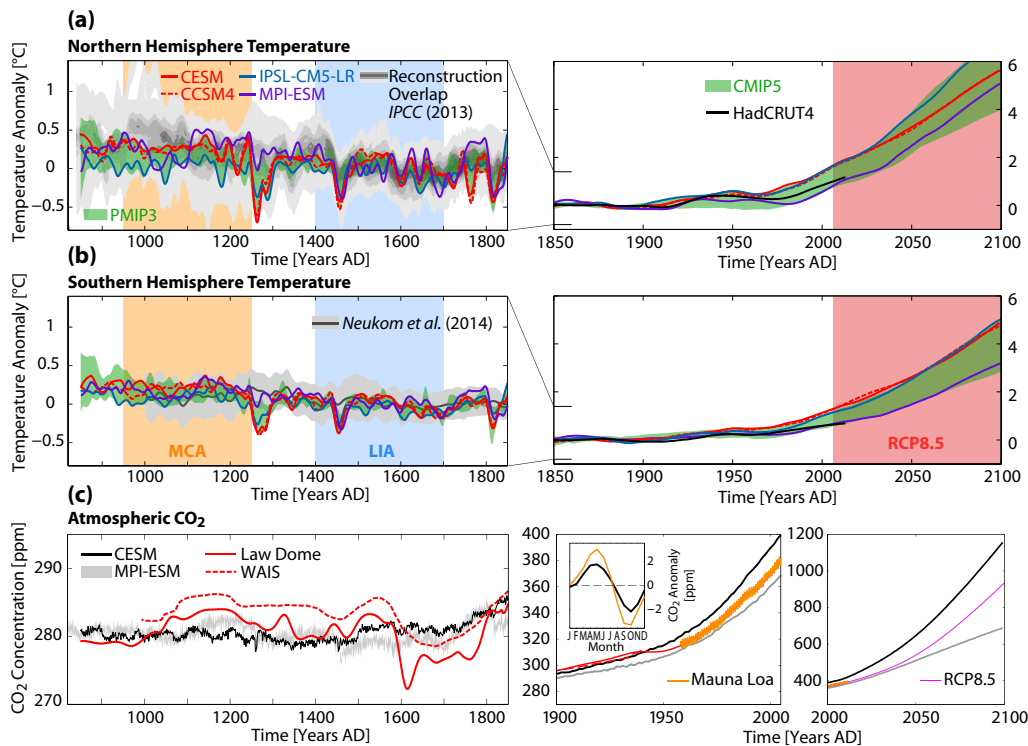 (a)
Northern Hemisphere Temperature
Temperature Anomaly [°C]
1
0.5
0
−0.5
CESM
CCSM4
IPSL-CM5-LR
MPI-ESM
Reconstruction
Overlap
IPCC (2013)
PMIP3
1000 1200 1400 1600 1800
Time [Years AD]
CMIP5
HadCRUT4
6
4
2
0
1850 1900 1950 2000 2050 2100
Time [Years AD]
(b)
Southern Hemisphere Temperature
Temperature Anomaly [°C]
1
0.5
0
−0.5
Neukom et al. (2014)
MCA
LIA
1000 1200 1400 1600 1800
Time [Years AD]
6
4
2
0
RCP8.5
1850 1900 1950 2000 2050 2100
Time [Years AD]
(c)
Atmospheric CO₂
CO₂ Concentration [ppm]
295
280
270
CESM
MPI-ESM
Law Dome
WAIS
1000 1200 1400 1600 1800
Time [Years AD]
400
380
360
340
320
300
280
2
0
−2
CO₂ Anomaly
[ppm]
J F M A M J J A S O N D
Month
Mauna Loa
1900 1950 2000
Time [Years AD]
1200
1000
800
600
400
200
RCP8.5
2000 2050 2100
Time [Years AD]